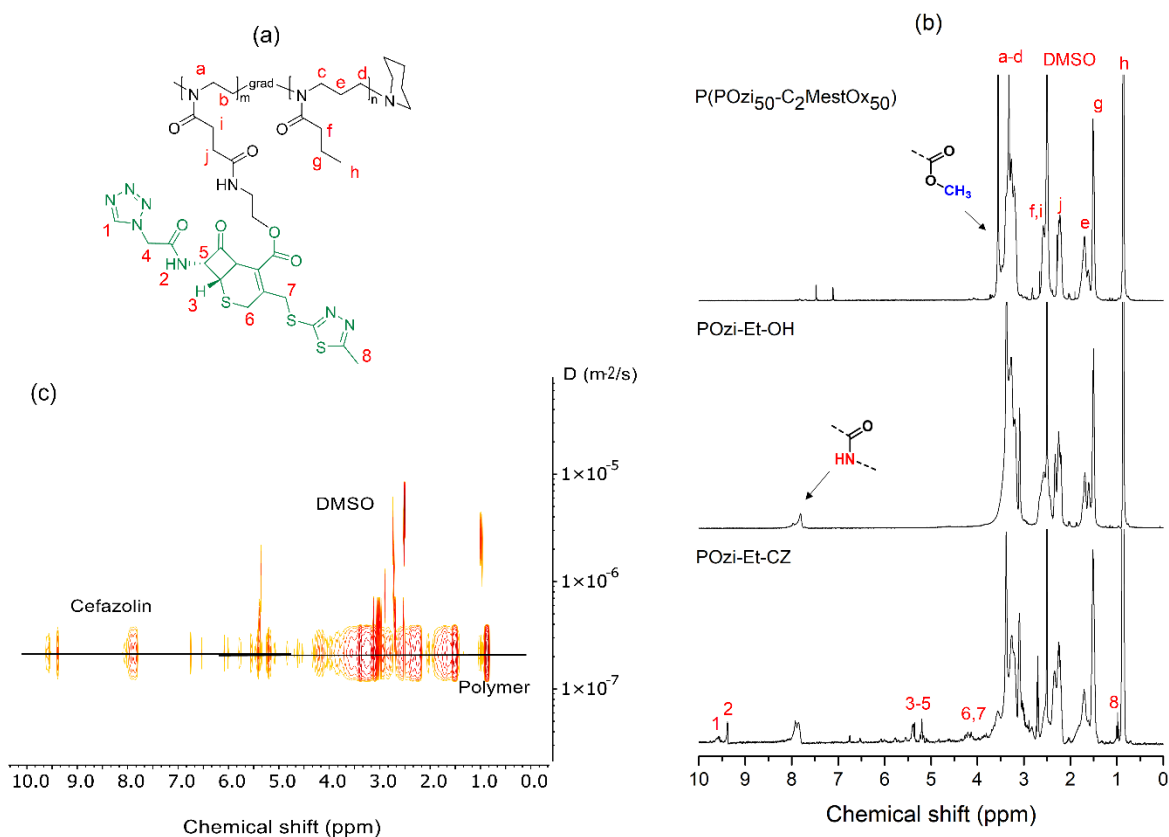 (a)
a
c
d
e
b
grad
m
n
N
N
N
O
O
i
f
j
O
g
h
NH
N
N
N
N
1
O
O
O
4
5
N
H
2
O
H
3
S
7
6
S
N
N
S
8
(b)
a-d
DMSO
h
P(POzi50-C2MestOx50)
g
O
O
CH3
f,i
j
e
POzi-Et-OH
O
HN
POzi-Et-CZ
1
2
3-5
6,7
8
10
9
8
7
6
5
4
3
2
1
0
Chemical shift (ppm)
(c)
D (m-2/s)
1×10-5
DMSO
1×10-6
Cefazolin
Polymer
1×10-7
10.0
9.0
8.0
7.0
6.0
5.0
4.0
3.0
2.0
1.0
0.0
Chemical shift (ppm)